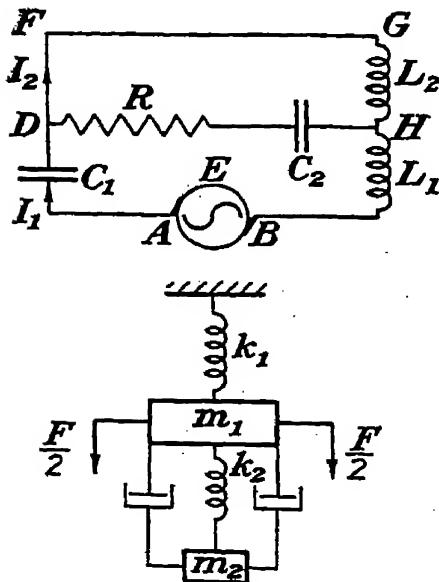 F G
I₂ L₂
R
D H
C₁ C₂
E L₁
I₁ A B
k₁
m₁
F/2 F/2
k₂
m₂